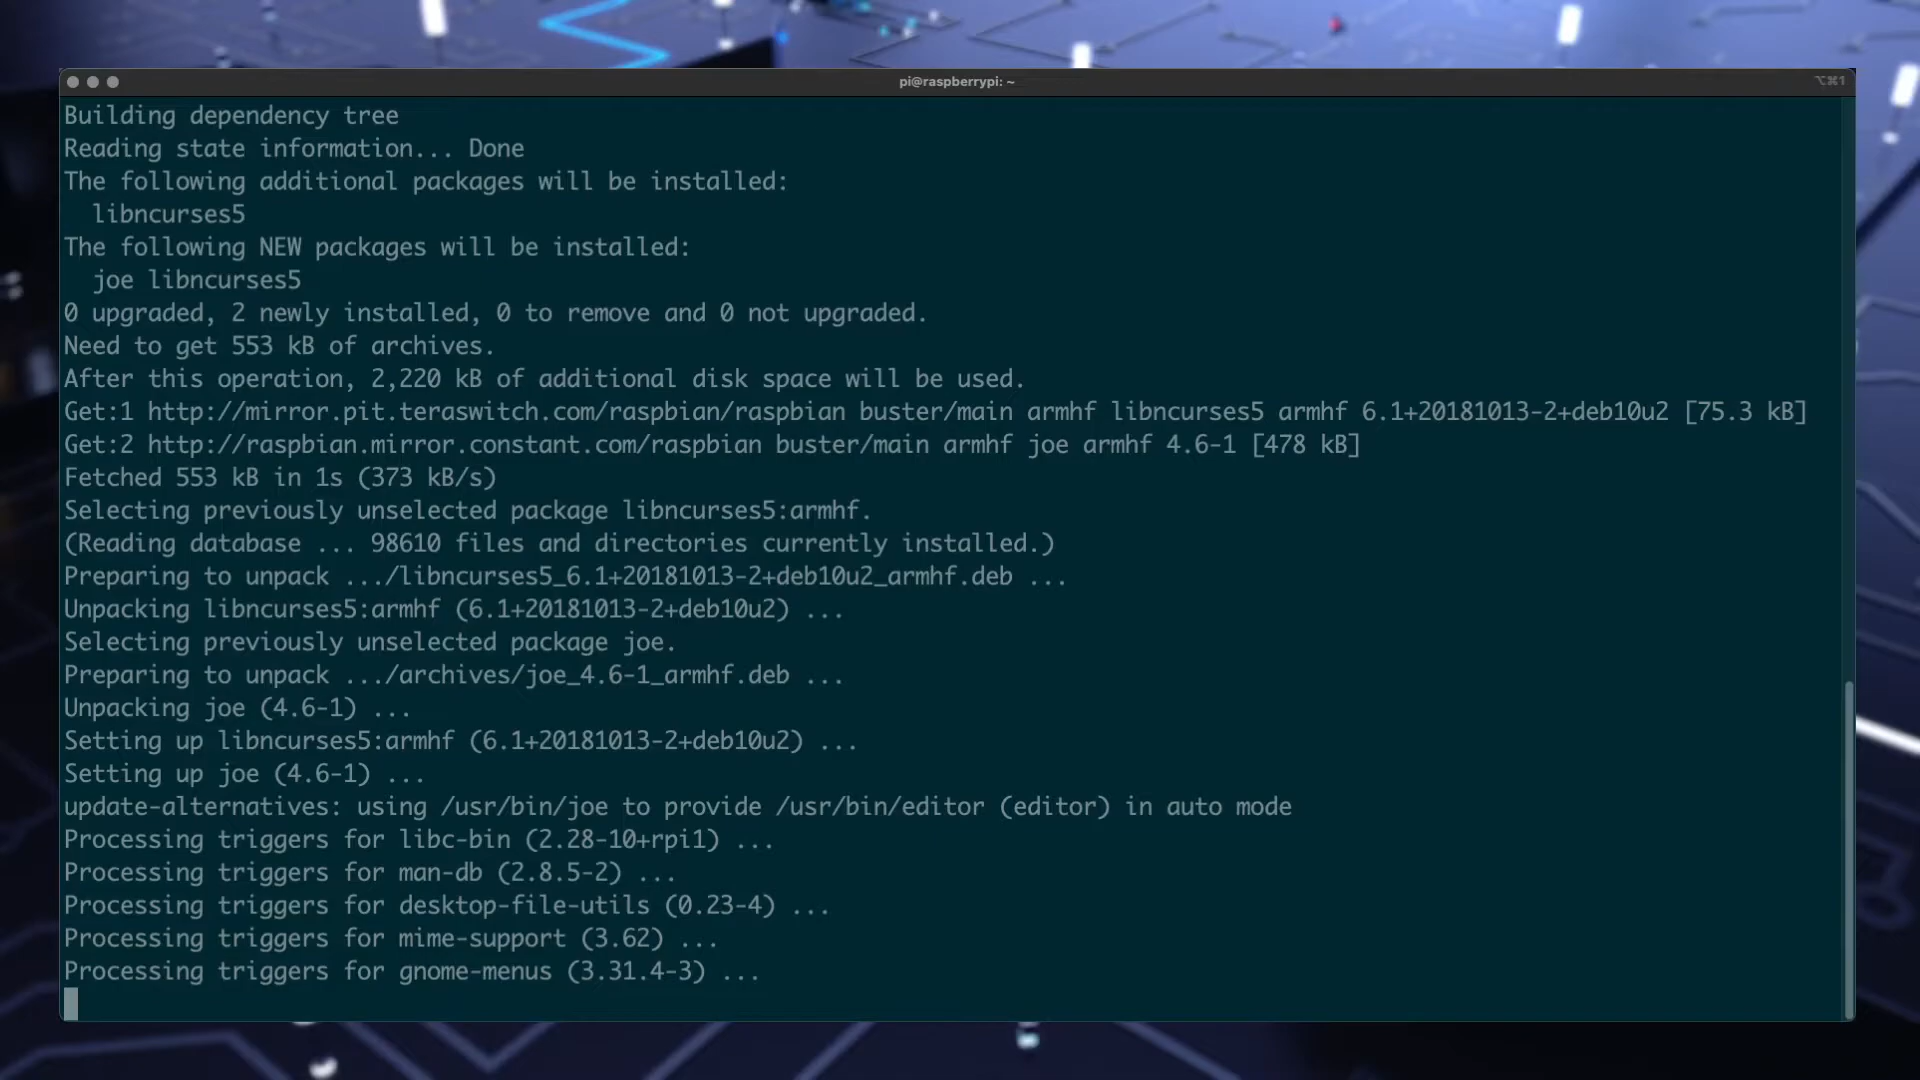 pi@raspberrypi: ~
⌥⌘1
Building dependency tree
Reading state information... Done
The following additional packages will be installed:
  libncurses5
The following NEW packages will be installed:
  joe libncurses5
0 upgraded, 2 newly installed, 0 to remove and 0 not upgraded.
Need to get 553 kB of archives.
After this operation, 2,220 kB of additional disk space will be used.
Get:1 http://mirror.pit.teraswitch.com/raspbian/raspbian buster/main armhf libncurses5 armhf 6.1+20181013-2+deb10u2 [75.3 kB]
Get:2 http://raspbian.mirror.constant.com/raspbian buster/main armhf joe armhf 4.6-1 [478 kB]
Fetched 553 kB in 1s (373 kB/s)
Selecting previously unselected package libncurses5:armhf.
(Reading database ... 98610 files and directories currently installed.)
Preparing to unpack .../libncurses5_6.1+20181013-2+deb10u2_armhf.deb ...
Unpacking libncurses5:armhf (6.1+20181013-2+deb10u2) ...
Selecting previously unselected package joe.
Preparing to unpack .../archives/joe_4.6-1_armhf.deb ...
Unpacking joe (4.6-1) ...
Setting up libncurses5:armhf (6.1+20181013-2+deb10u2) ...
Setting up joe (4.6-1) ...
update-alternatives: using /usr/bin/joe to provide /usr/bin/editor (editor) in auto mode
Processing triggers for libc-bin (2.28-10+rpi1) ...
Processing triggers for man-db (2.8.5-2) ...
Processing triggers for desktop-file-utils (0.23-4) ...
Processing triggers for mime-support (3.62) ...
Processing triggers for gnome-menus (3.31.4-3) ...